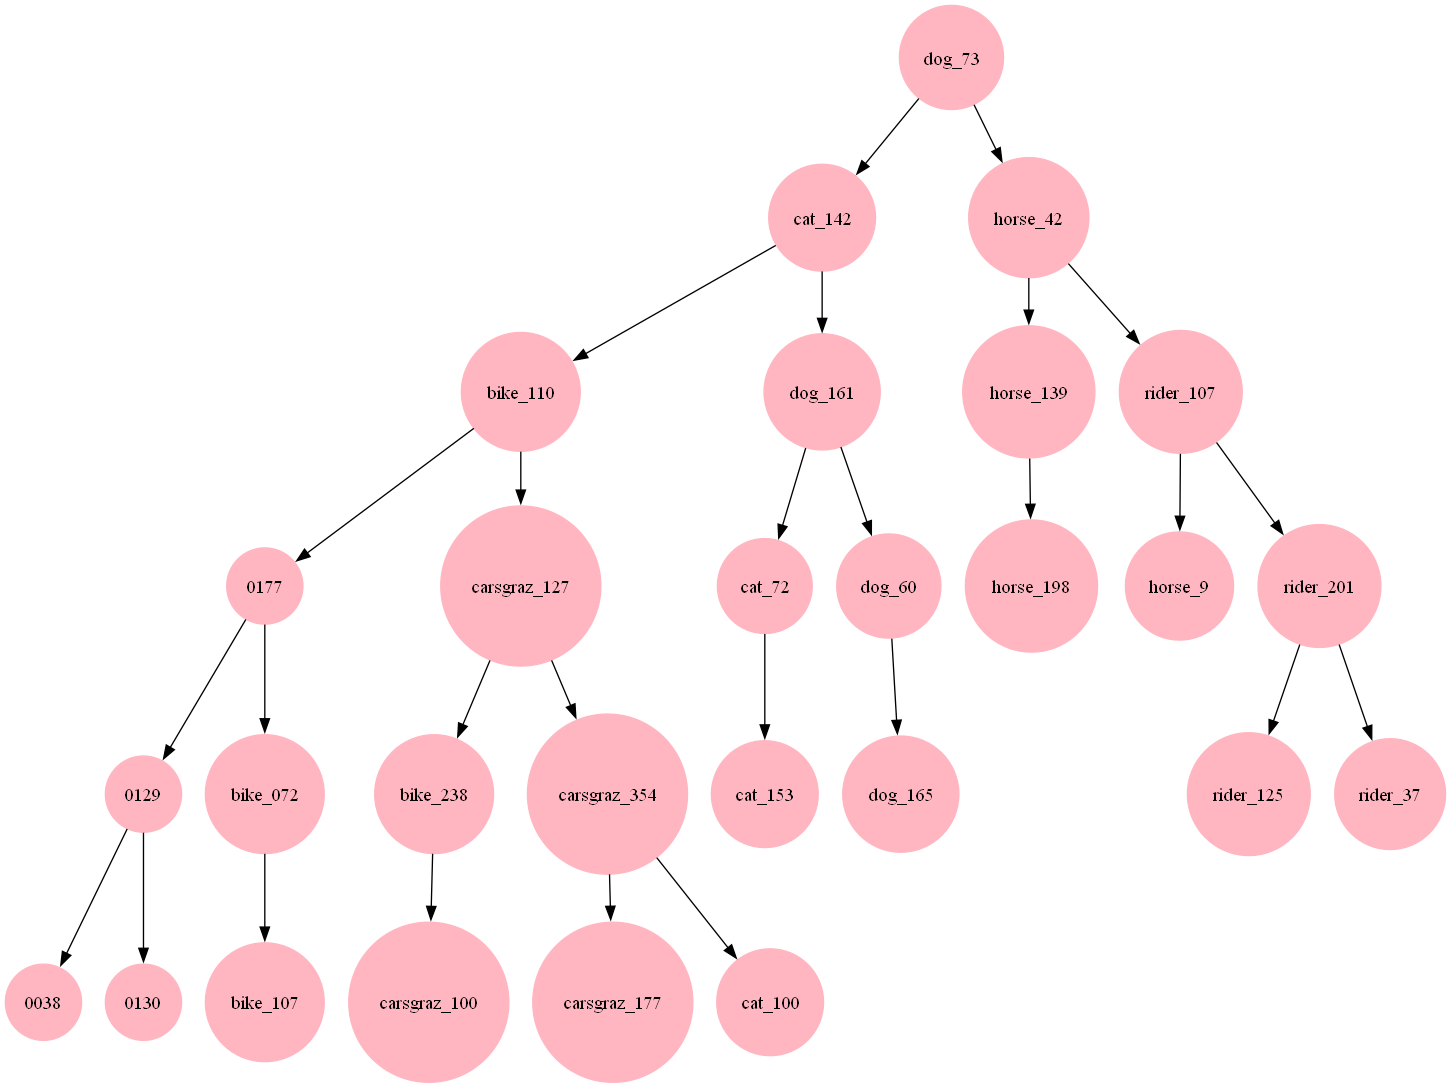 dog_73
cat_142
horse_42
bike_110
dog_161
horse_139
rider_107
0177
carsgraz_127
cat_72
dog_60
horse_198
horse_9
rider_201
0129
bike_072
bike_238
carsgraz_354
cat_153
dog_165
rider_125
rider_37
0038
0130
bike_107
carsgraz_100
carsgraz_177
cat_100